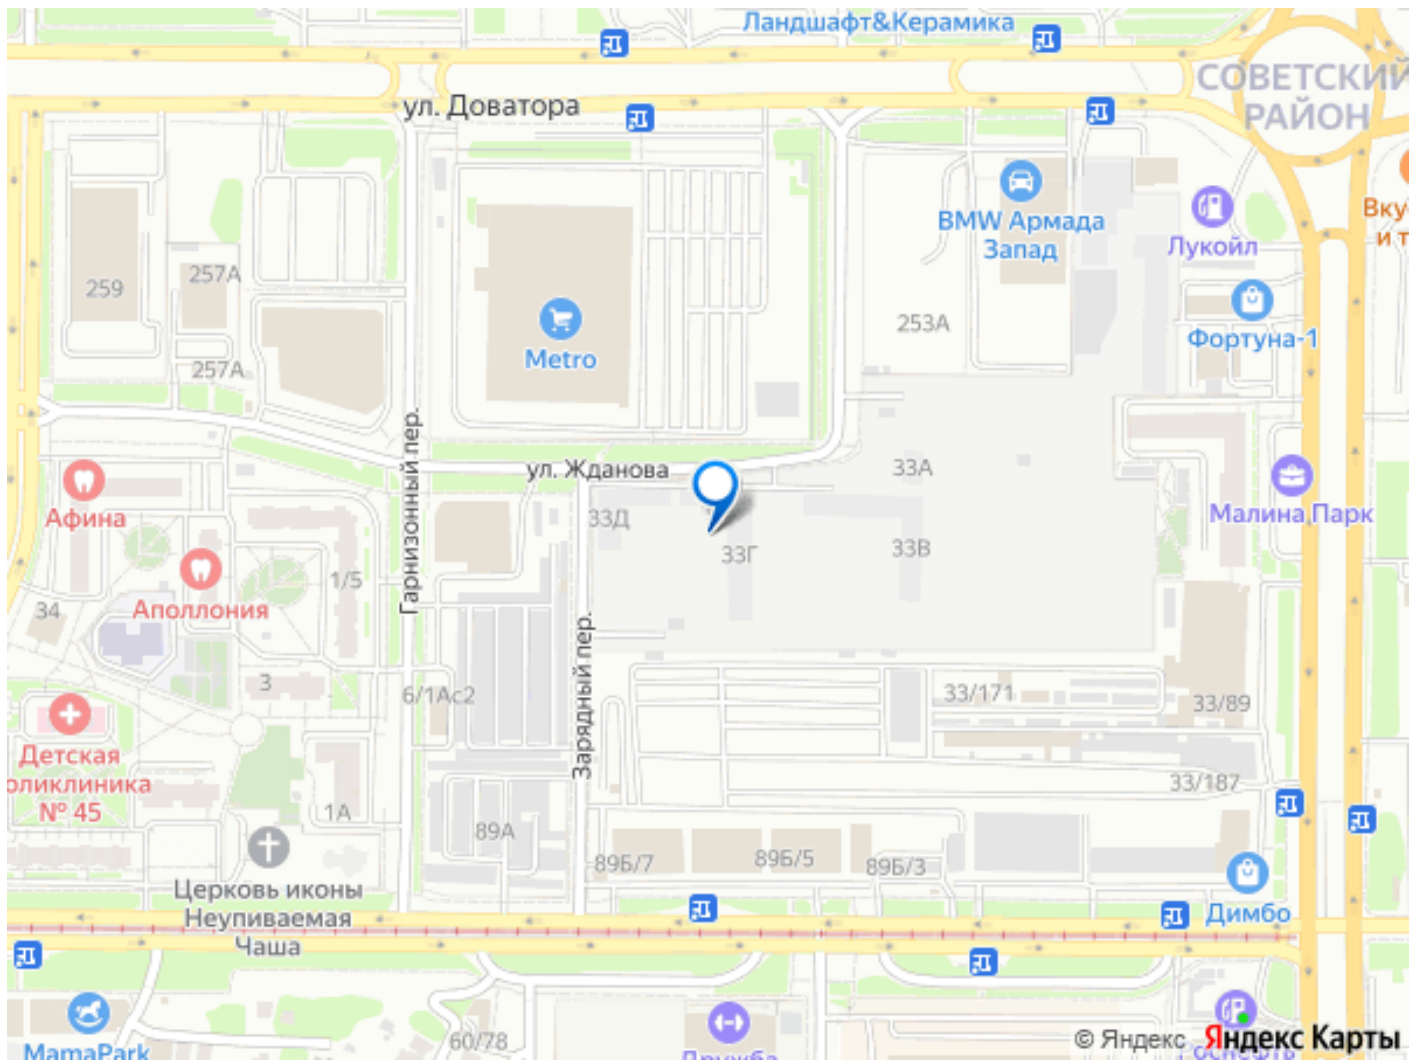 Ландшафт&Керамика
СОВЕТСКИЙ
РАЙОН
ул. Доватора
BMW Армада
Запад
Лукойл
Вку
и т
259
257А
257А
Metro
253А
Фортуна-1
Гарнизонный пер.
ул. Жданова
33А
Афина
33Д
33Г
33В
Малина Парк
1/5
Аполлония
34
3
6/1Ас2
Зарядный пер.
33/171
33/89
Детская
оликлиника
№ 45
33/187
1А
89А
89Б/7
89Б/5
89Б/3
Церковь иконы
Неупиваемая
Чаша
Димбо
60/78
MamaPark
Дружба
Роснефть
© Яндекс
Яндекс Карты